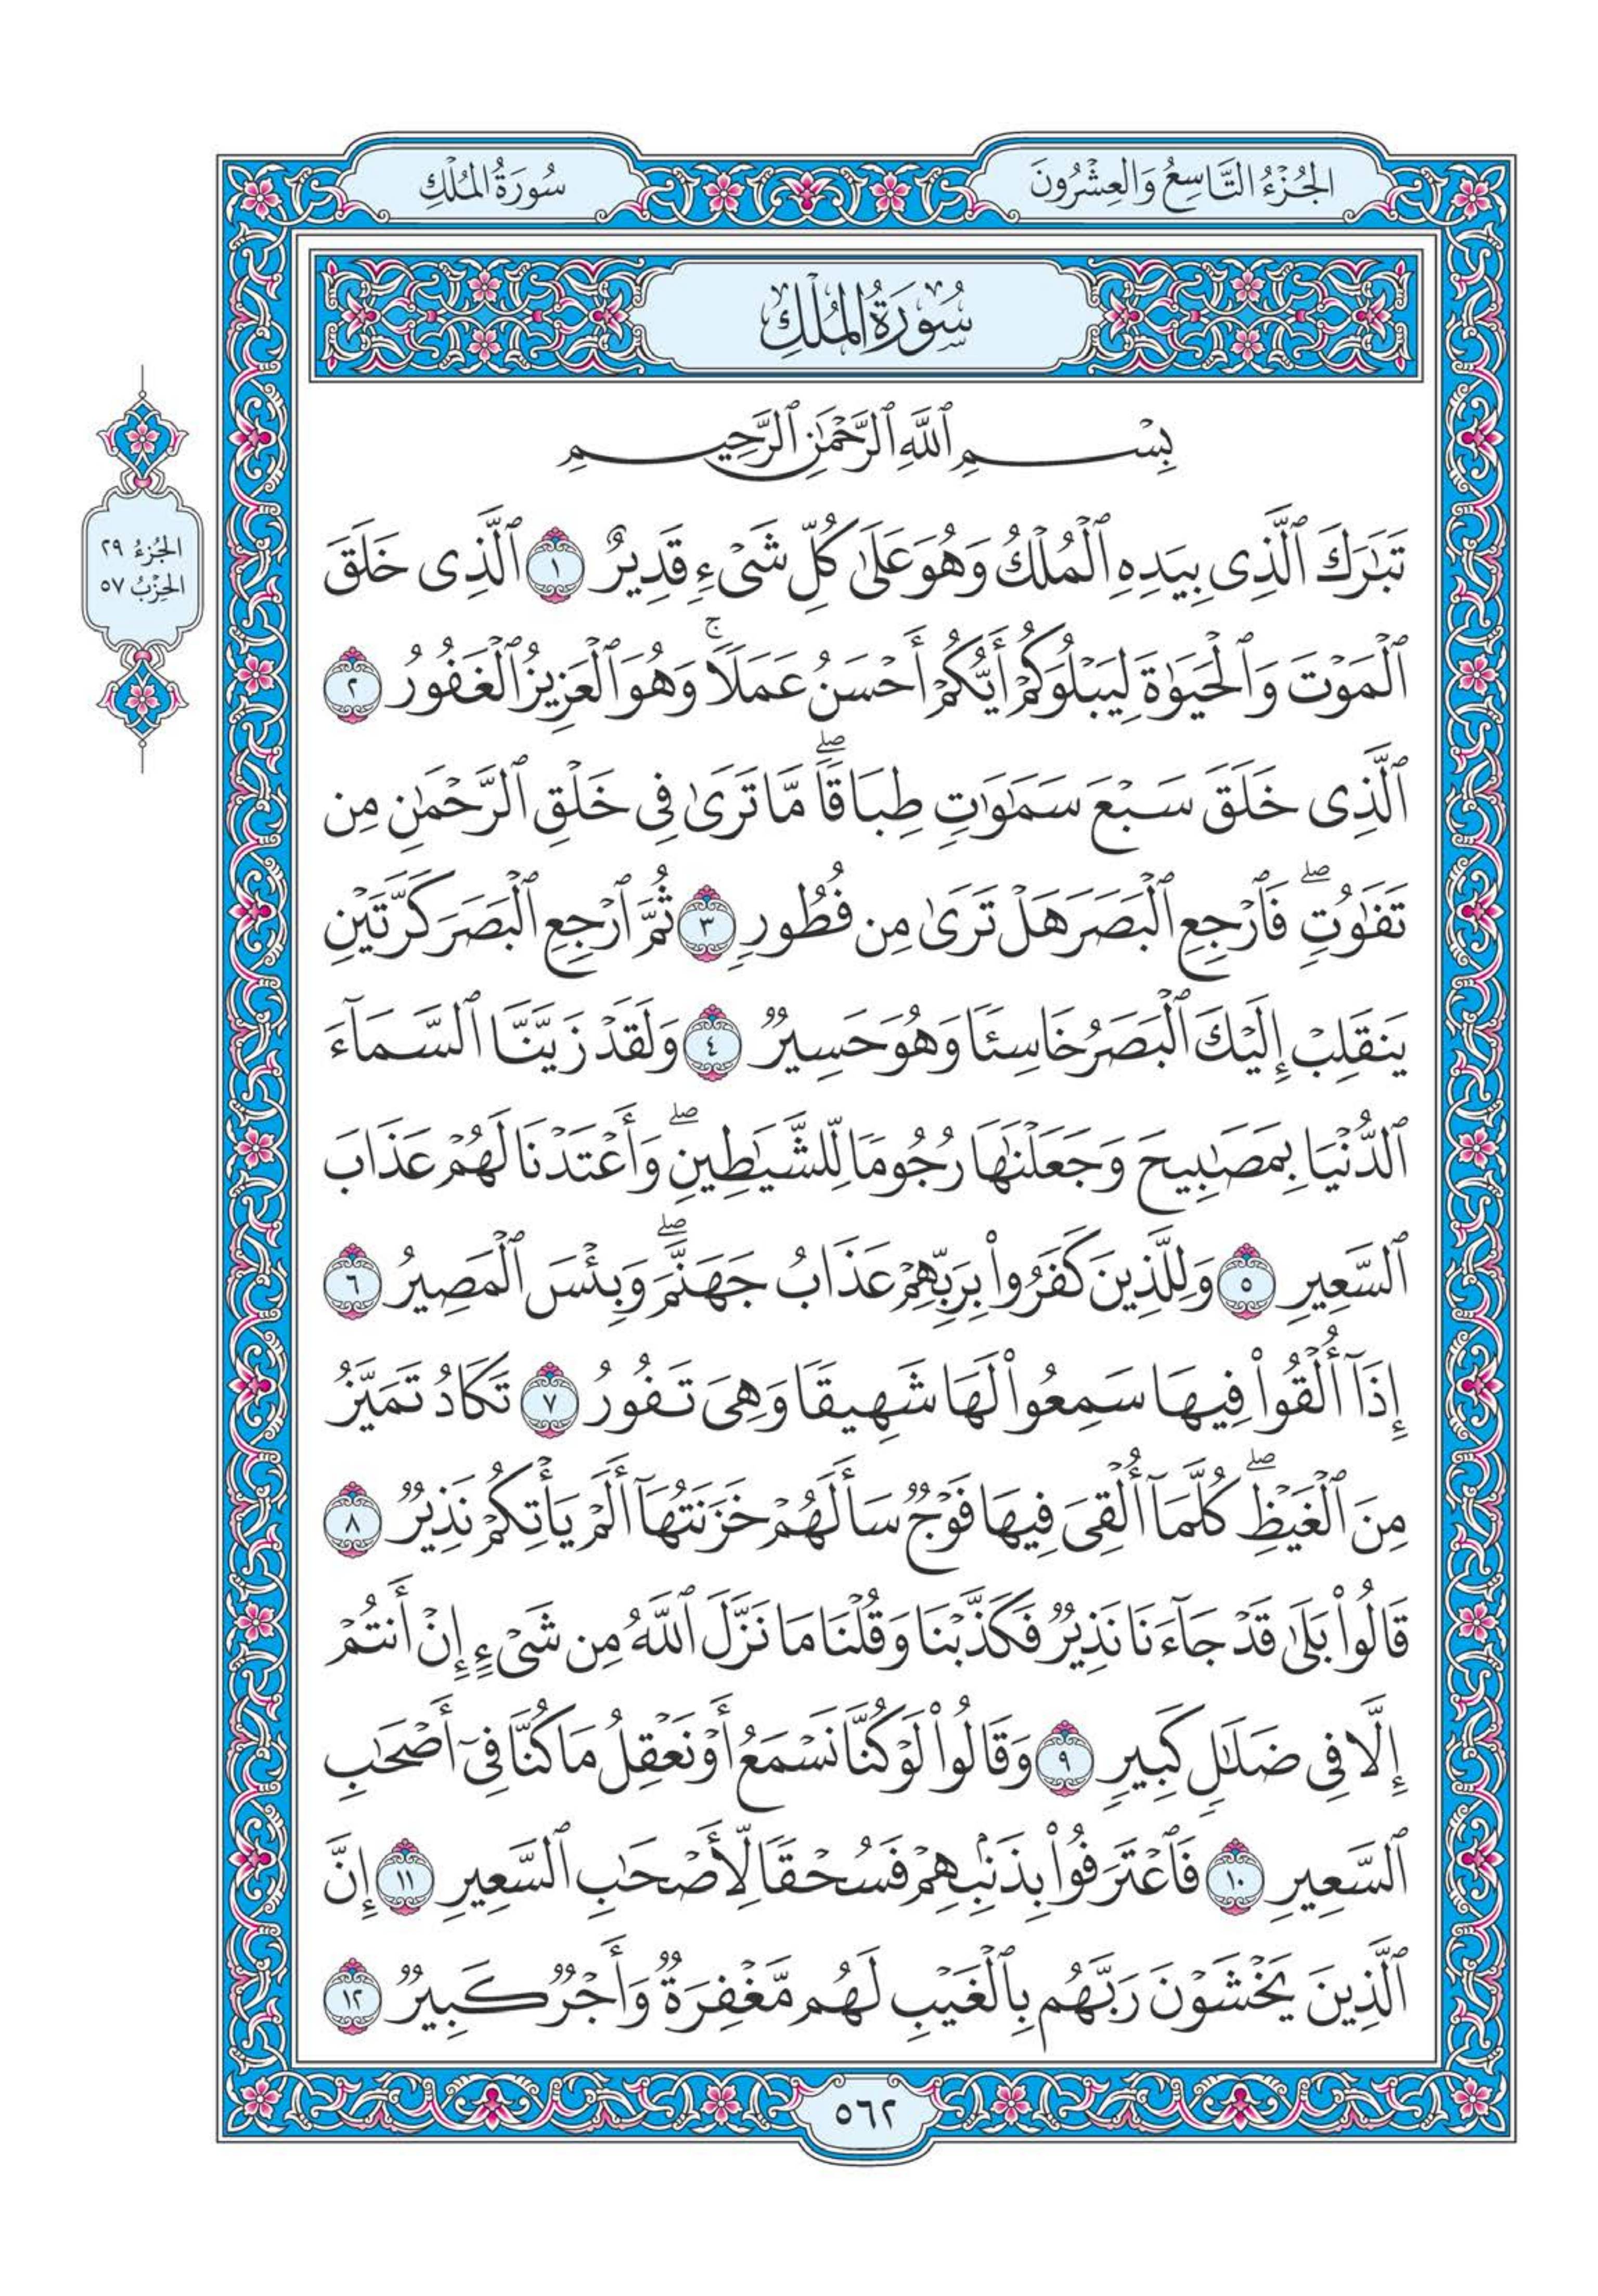 الجُزْءُ التَّاسِعُ وَالعِشْرُونَ
سُورَةُ المُلْكِ
سُورَةُ المُلْكِ
الجُزءُ ٢٩
الحِزْبُ ٥٧
بِسْمِ ٱللَّهِ ٱلرَّحْمَٰنِ ٱلرَّحِيمِ
تَبَٰرَكَ ٱلَّذِى بِيَدِهِ ٱلْمُلْكُ وَهُوَ عَلَىٰ كُلِّ شَىْءٍ قَدِيرٌ ١ ٱلَّذِى خَلَقَ
ٱلْمَوْتَ وَٱلْحَيَوٰةَ لِيَبْلُوَكُمْ أَيُّكُمْ أَحْسَنُ عَمَلًا ۚ وَهُوَ ٱلْعَزِيزُ ٱلْغَفُورُ ٢
ٱلَّذِى خَلَقَ سَبْعَ سَمَٰوَٰتٍ طِبَاقًا ۖ مَّا تَرَىٰ فِى خَلْقِ ٱلرَّحْمَٰنِ مِن
تَفَٰوُتٍ ۖ فَٱرْجِعِ ٱلْبَصَرَ هَلْ تَرَىٰ مِن فُطُورٍ ٣ ثُمَّ ٱرْجِعِ ٱلْبَصَرَ كَرَّتَيْنِ
يَنقَلِبْ إِلَيْكَ ٱلْبَصَرُ خَاسِئًا وَهُوَ حَسِيرٌ ٤ وَلَقَدْ زَيَّنَّا ٱلسَّمَآءَ
ٱلدُّنْيَا بِمَصَٰبِيحَ وَجَعَلْنَٰهَا رُجُومًا لِّلشَّيَٰطِينِ ۖ وَأَعْتَدْنَا لَهُمْ عَذَابَ
ٱلسَّعِيرِ ٥ وَلِلَّذِينَ كَفَرُوا۟ بِرَبِّهِمْ عَذَابُ جَهَنَّمَ ۖ وَبِئْسَ ٱلْمَصِيرُ ٦
إِذَآ أُلْقُوا۟ فِيهَا سَمِعُوا۟ لَهَا شَهِيقًا وَهِىَ تَفُورُ ٧ تَكَادُ تَمَيَّزُ
مِنَ ٱلْغَيْظِ ۖ كُلَّمَآ أُلْقِىَ فِيهَا فَوْجٌ سَأَلَهُمْ خَزَنَتُهَآ أَلَمْ يَأْتِكُمْ نَذِيرٌ ٨
قَالُوا۟ بَلَىٰ قَدْ جَآءَنَا نَذِيرٌ فَكَذَّبْنَا وَقُلْنَا مَا نَزَّلَ ٱللَّهُ مِن شَىْءٍ إِنْ أَنتُمْ
إِلَّا فِى ضَلَٰلٍ كَبِيرٍ ٩ وَقَالُوا۟ لَوْ كُنَّا نَسْمَعُ أَوْ نَعْقِلُ مَا كُنَّا فِىٓ أَصْحَٰبِ
ٱلسَّعِيرِ ١٠ فَٱعْتَرَفُوا۟ بِذَنۢبِهِمْ فَسُحْقًا لِّأَصْحَٰبِ ٱلسَّعِيرِ ١١ إِنَّ
ٱلَّذِينَ يَخْشَوْنَ رَبَّهُم بِٱلْغَيْبِ لَهُم مَّغْفِرَةٌ وَأَجْرٌ كَبِيرٌ ١٢
٥٦٢